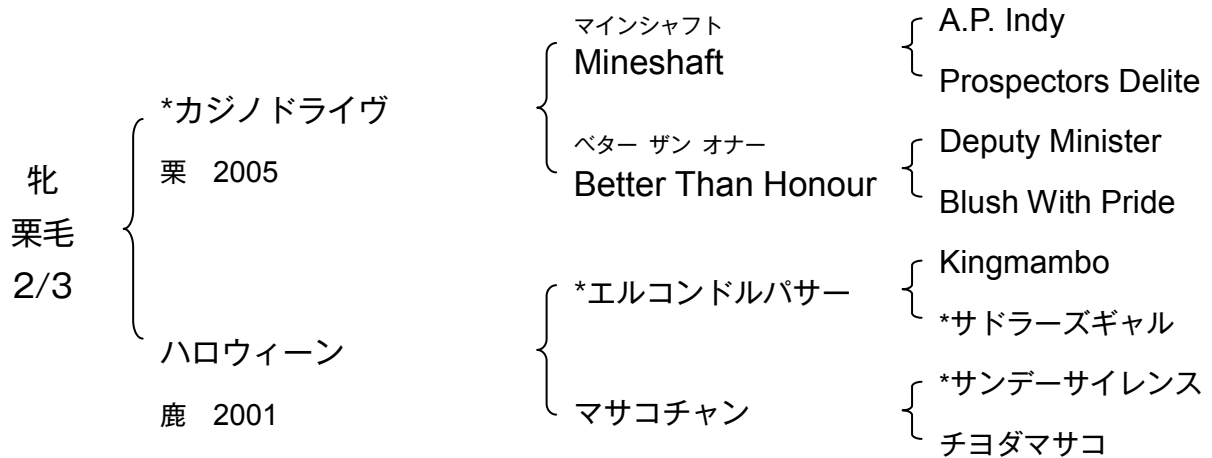 牝
栗毛
2/3
*カジノドライヴ
栗 2005
ハロウィーン
鹿 2001
マインシャフト
Mineshaft
ベター ザン オナー
Better Than Honour
*エルコンドルパサー
マサコチャン
A.P. Indy
Prospectors Delite
Deputy Minister
Blush With Pride
Kingmambo
*サドラーズギャル
*サンデーサイレンス
チヨダマサコ